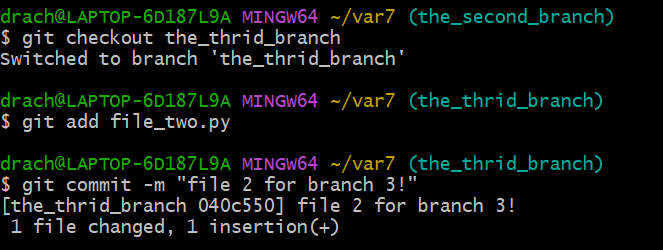 drach@LAPTOP-6D187L9A MINGW64 ~/var7 (the_second_branch)
$ git checkout the_thrid_branch
Switched to branch 'the_thrid_branch'
drach@LAPTOP-6D187L9A MINGW64 ~/var7 (the_thrid_branch)
$ git add file_two.py
drach@LAPTOP-6D187L9A MINGW64 ~/var7 (the_thrid_branch)
$ git commit -m "file 2 for branch 3!"
[the_thrid_branch 040c550] file 2 for branch 3!
 1 file changed, 1 insertion(+)